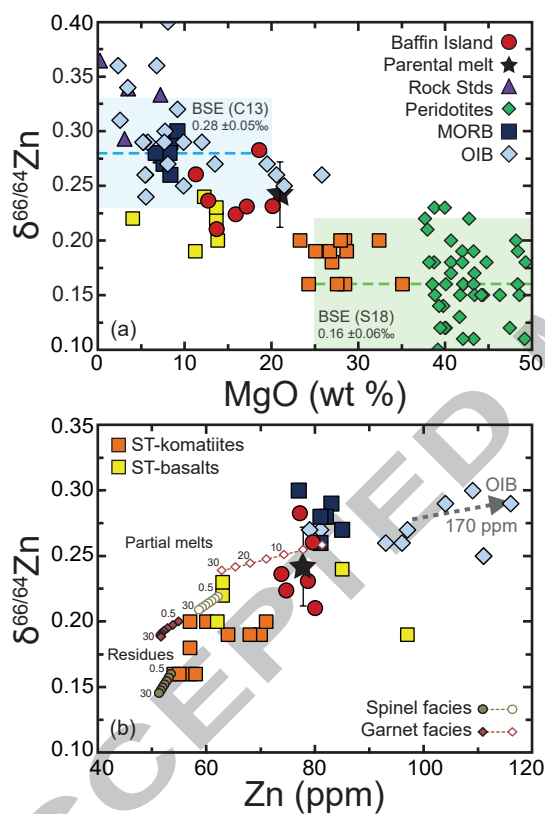 0.40
0.35
0.30
0.25
0.20
0.15
0.10
δ66/64Zn
Baffin Island
Parental melt
Rock Stds
Peridotites
MORB
OIB
BSE (C13)
0.28 ±0.05‰
BSE (S18)
0.16 ±0.06‰
(a)
0 10 20 30 40 50
MgO (wt %)
0.35
0.30
0.25
0.20
0.15
0.10
δ66/64Zn
ST-komatiites
ST-basalts
OIB
170 ppm
Partial melts
30 20 10
0.5
30
0.5
30
Residues
0.5
30
Spinel facies
Garnet facies
(b)
40 60 80 100 120
Zn (ppm)
CCEPTED